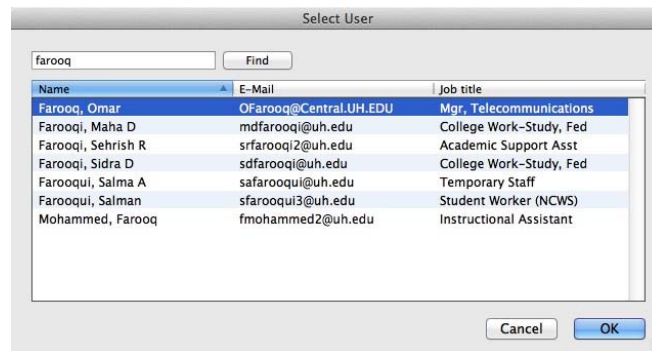 Select User
farooq Find
Name E-Mail Job title
Farooq, Omar OFarooq@Central.UH.EDU Mgr, Telecommunications
Farooqi, Maha D mdfarooqi@uh.edu College Work-Study, Fed
Farooqi, Sehrish R srfarooqi2@uh.edu Academic Support Asst
Farooqi, Sidra D sdfarooqi@uh.edu College Work-Study, Fed
Farooqui, Salma A safarooqui@uh.edu Temporary Staff
Farooqui, Salman sfarooqui3@uh.edu Student Worker (NCWS)
Mohammed, Farooq fmohammed2@uh.edu Instructional Assistant
Cancel OK